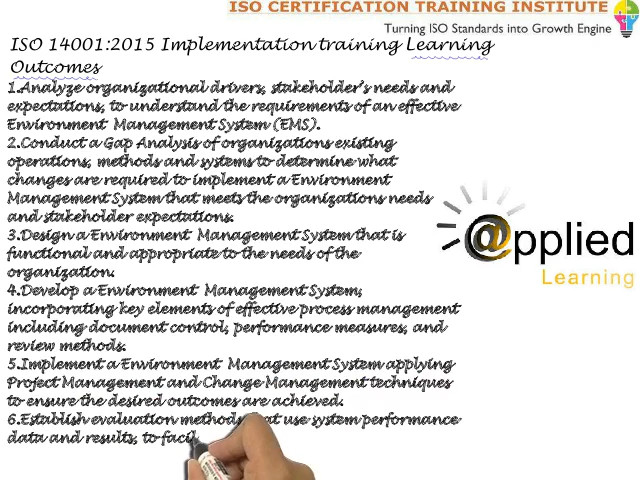 ISO CERTIFICATION TRAINING INSTITUTE
Turning ISO Standards into Growth Engine
ISO 14001:2015 Implementation training Learning
Outcomes
1.Analyze organizational drivers, stakeholder's needs and
expectations, to understand the requirements of an effective
Environment Management System (EMS).
2.Conduct a Gap Analysis of organizations existing
operations, methods and systems to determine what
changes are required to implement a Environment
Management System that meets the organizations needs
and stakeholder expectations.
3.Design a Environment Management System that is
functional and appropriate to the needs of the
organization.
4.Develop a Environment Management System,
incorporating key elements of effective process management
including document control, performance measures, and
review methods.
5.Implement a Environment Management System applying
Project Management and Change Management techniques
to ensure the desired outcomes are achieved.
6.Establish evaluation methods that use system performance
data and results, to facil
@pplied
Learning